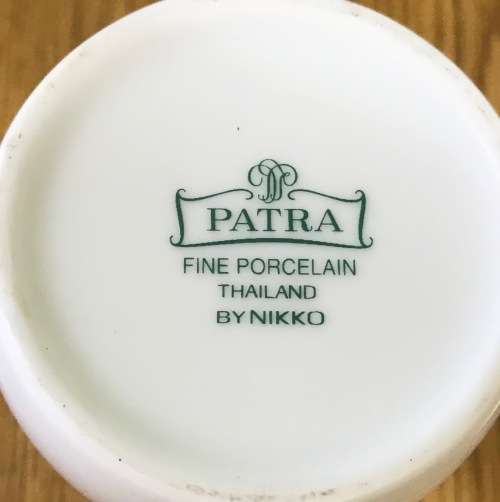 PATRA
FINE PORCELAIN
THAILAND
BY NIKKO